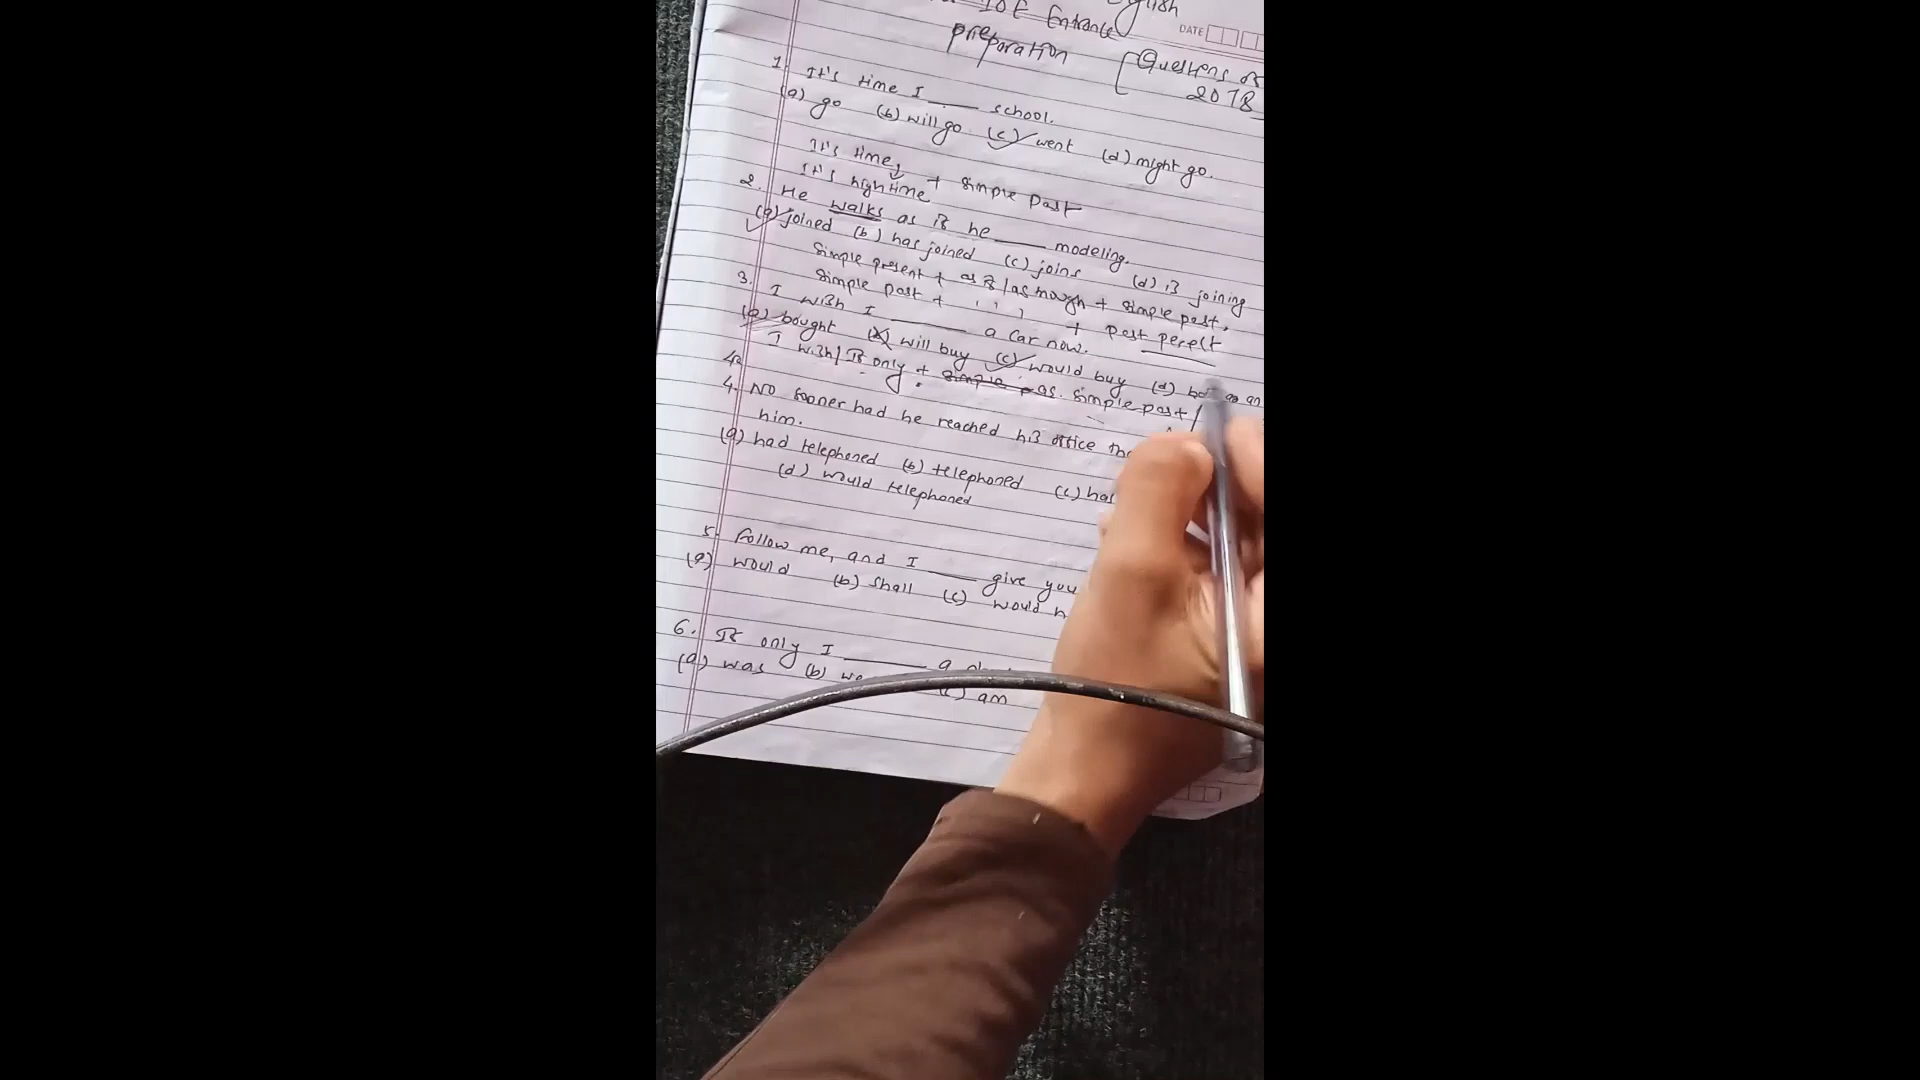 IOE Entrance English
preparation
DATE
[Questions of
2078
1. It's time I ____ school.
(a) go (b) will go (c) went (d) might go.
It's time,
It's high time + simple past
2. He walks as if he ____ modeling.
(a) joined (b) has joined (c) joins (d) is joining
simple present + as if / as though + simple past.
simple past + , , , + past perfect
3. I wish I ____ a car now.
(a) bought (b) will buy (c) would buy (d)
I wish / If only + simple pas. simple past /
4. No sooner had he reached his office
him.
(a) had telephoned (b) telephoned (c)
(d) would telephoned
5. Follow me, and I ____ give you
(a) would (b) shall (c) would
6. If only I ____ a
(a) was (b) (c) am